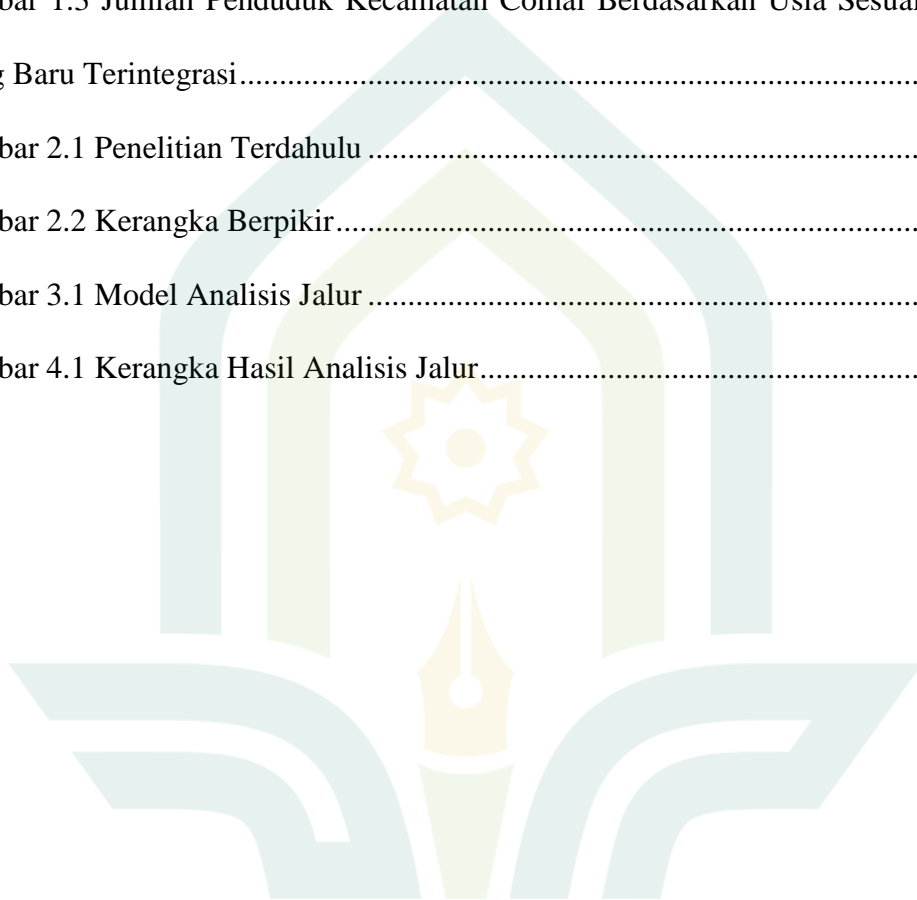 bar 1.3 Jumlah Penduduk Kecamatan Comal Berdasarkan Usia Sesuai
g Baru Terintegrasi
bar 2.1 Penelitian Terdahulu
bar 2.2 Kerangka Berpikir
bar 3.1 Model Analisis Jalur
bar 4.1 Kerangka Hasil Analisis Jalur